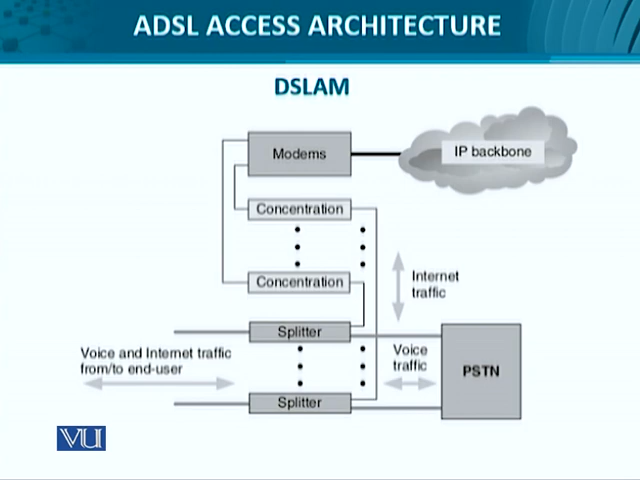 ADSL ACCESS ARCHITECTURE
DSLAM
Modems
IP backbone
Concentration
Concentration
Internet
traffic
Splitter
Voice and Internet traffic
from/to end-user
Voice
traffic
PSTN
Splitter
VU